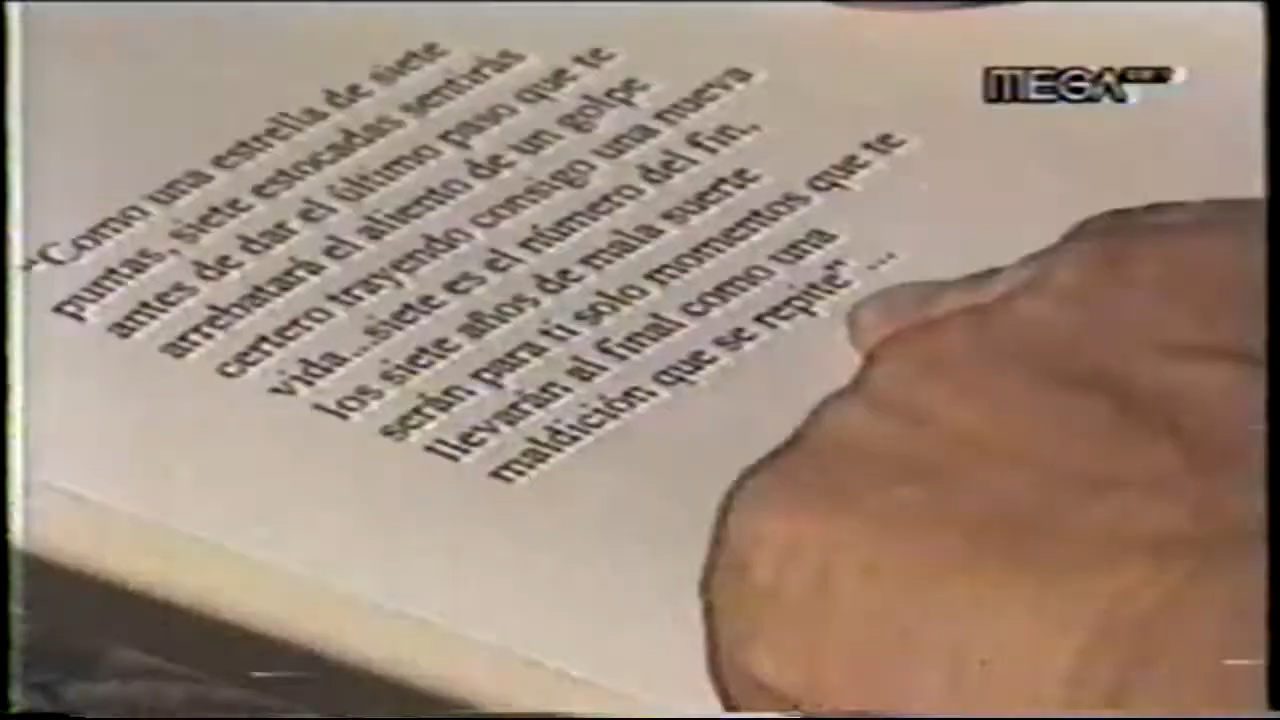 "Como una estrella de siete
puntas, siete estocadas sentirás
antes de dar el último paso que te
arrebatará el aliento de un golpe
certero trayendo consigo una nueva
vida...siete es el número del fin,
los siete años de mala suerte
serán para ti solo momentos que te
llevarán al final como una
maldición que se repite"...
MEGA